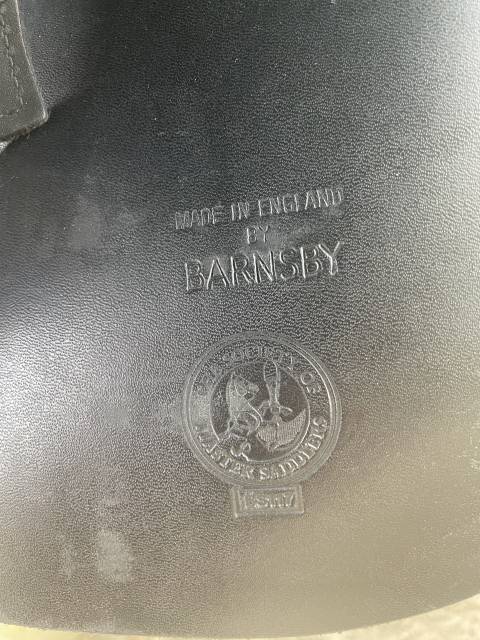 MADE IN ENGLAND
BY
BARNSBY
SOCIETY OF
MASTER SADDLERS